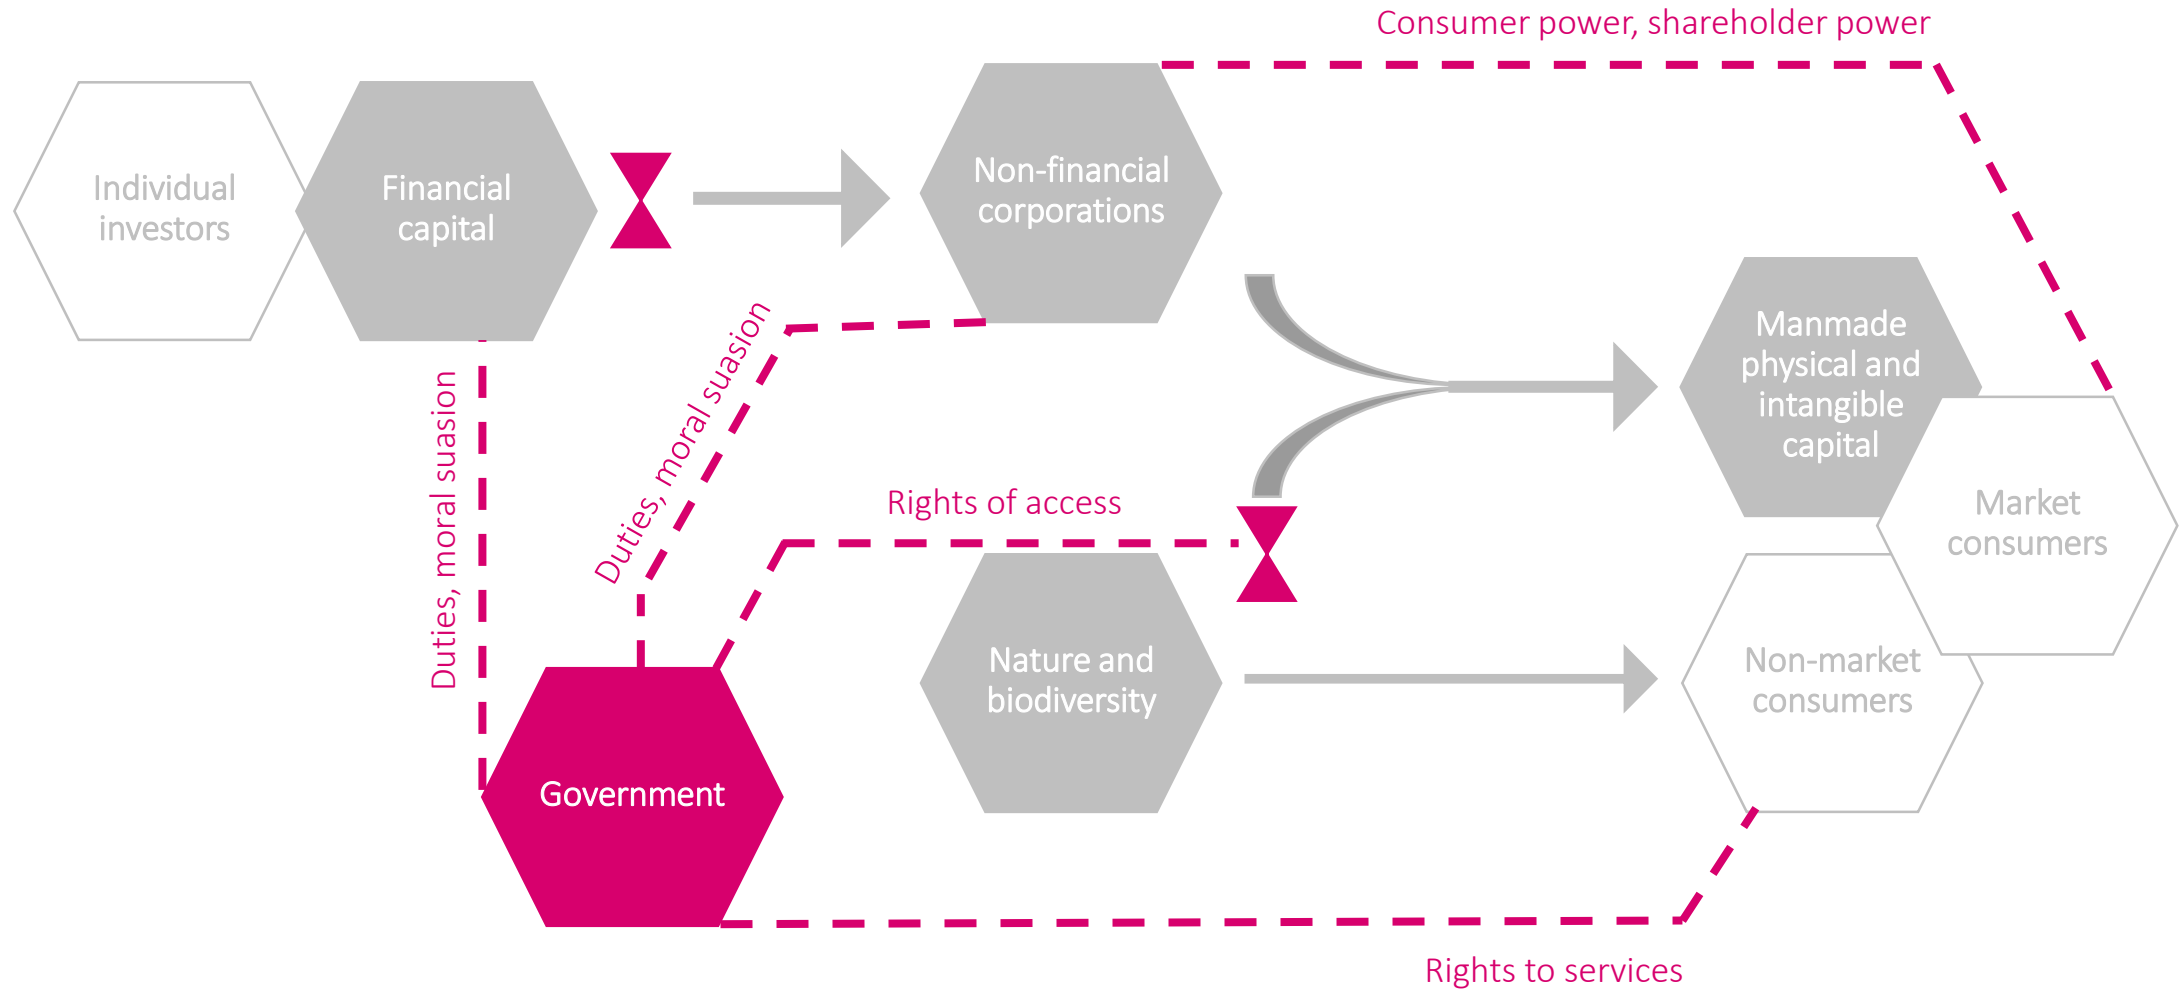 Consumer power, shareholder power
Individual
investors
Financial
capital
Non-financial
corporations
Manmade
physical and
intangible
capital
Market
consumers
Duties, moral suasion
Duties, moral suasion
Rights of access
Nature and
biodiversity
Non-market
consumers
Government
Rights to services